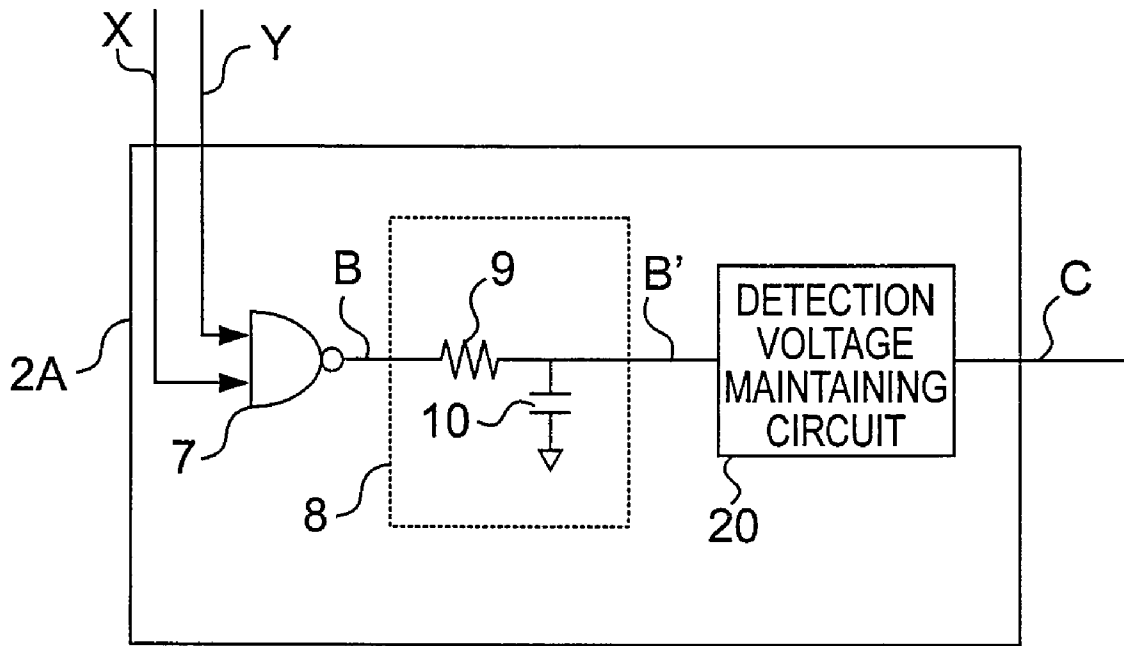 X
Y
B
9
B'
DETECTION
VOLTAGE
MAINTAINING
CIRCUIT
C
2A
7
10
8
20